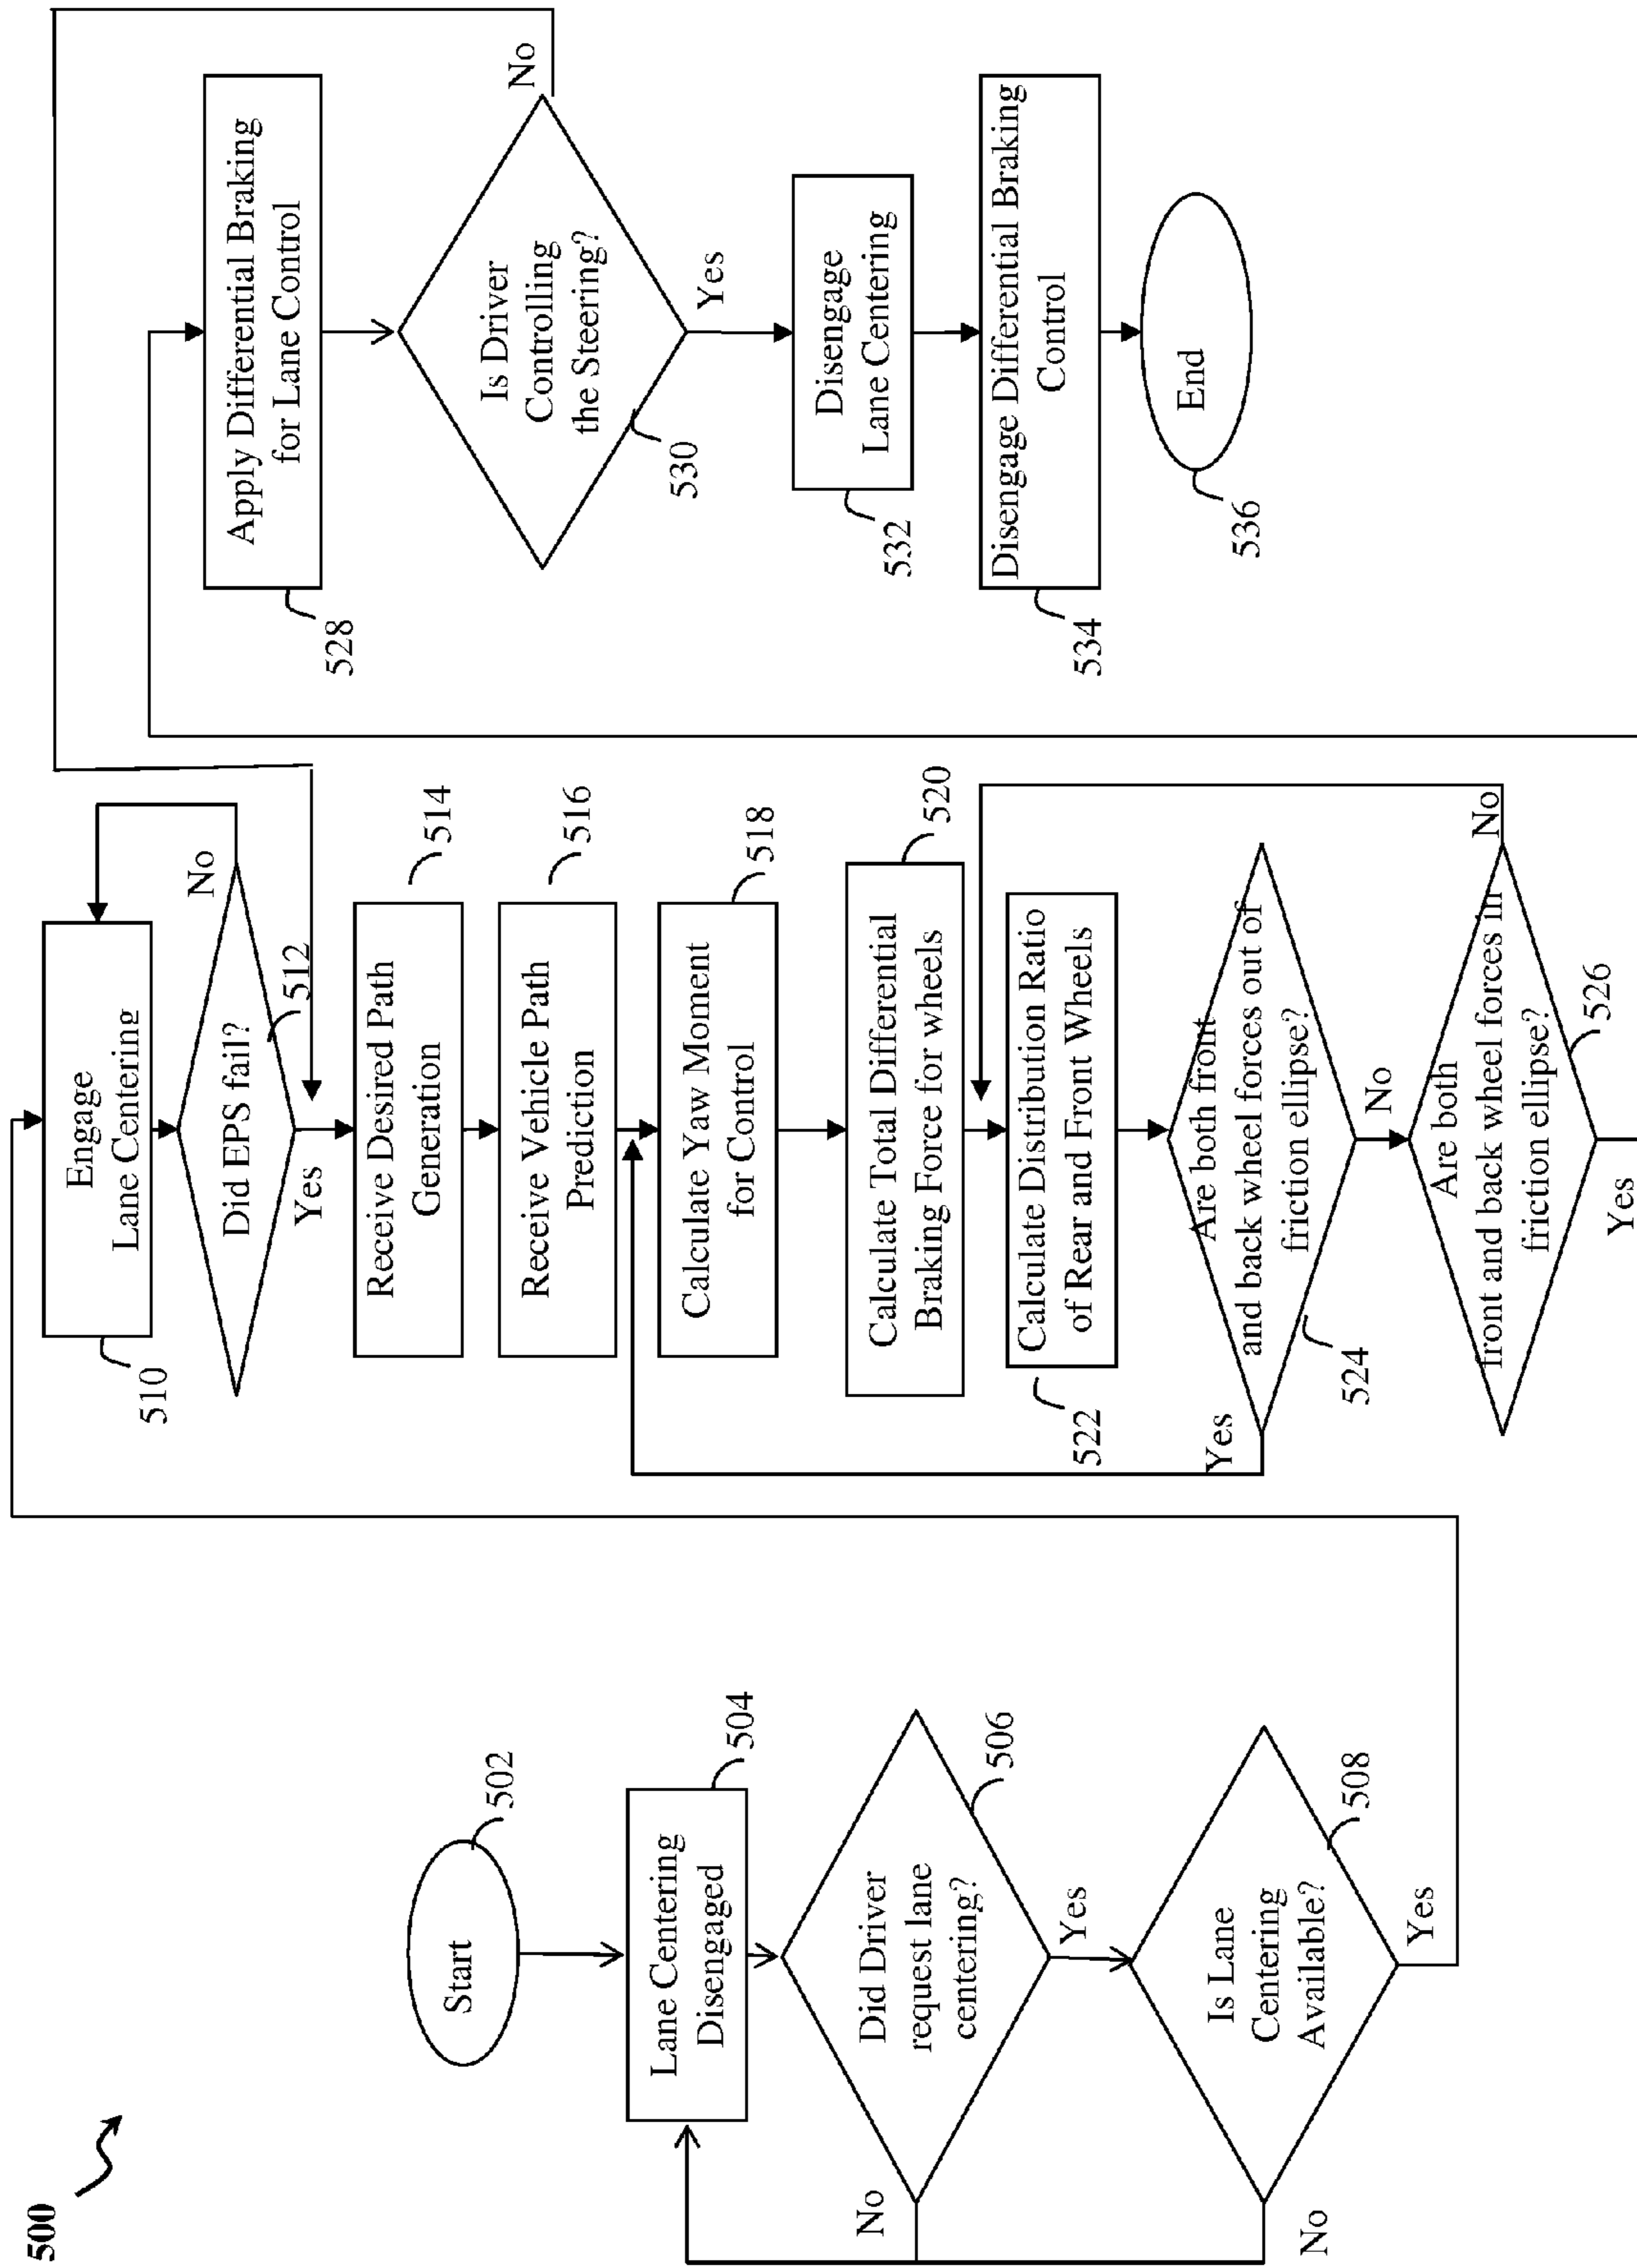 500
Start
502
Lane Centering
Disengaged
504
Did Driver
request lane
centering?
506
No
Yes
Is Lane
Centering
Available?
508
No
Yes
Engage
Lane Centering
510
Did EPS fail?
512
No
Yes
Receive Desired Path
Generation
514
Receive Vehicle Path
Prediction
516
Calculate Yaw Moment
for Control
518
Calculate Total Differential
Braking Force for wheels
520
Calculate Distribution Ratio
of Rear and Front Wheels
522
Are both front
and back wheel forces out of
friction ellipse?
524
Yes
No
Are both
front and back wheel forces in
friction ellipse?
526
No
Yes
Apply Differential Braking
for Lane Control
528
Is Driver
Controlling
the Steering?
530
No
Yes
Disengage
Lane Centering
532
Disengage Differential Braking
Control
534
End
536